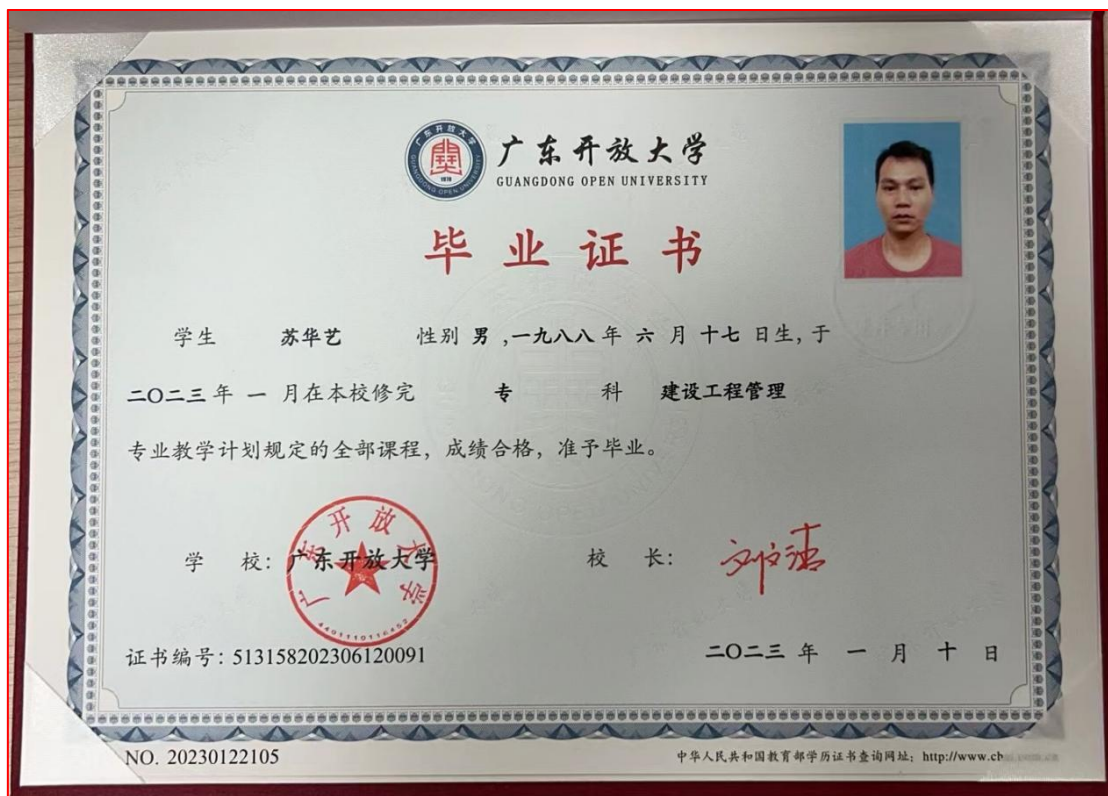 广东开放大学
GUANGDONG OPEN UNIVERSITY
毕业证书
学生 苏华艺 性别 男,一九八八年 六 月 十七 日生,于
二〇二三年 一 月在本校修完 专 科 建设工程管理
专业教学计划规定的全部课程，成绩合格，准予毕业。
学 校：广东开放大学 校 长：
广东开放大学
证书编号：513158202306120091 二〇二三 年 一 月 十 日
NO. 20230122105 中华人民共和国教育部学历证书查询网址：http://www.ch